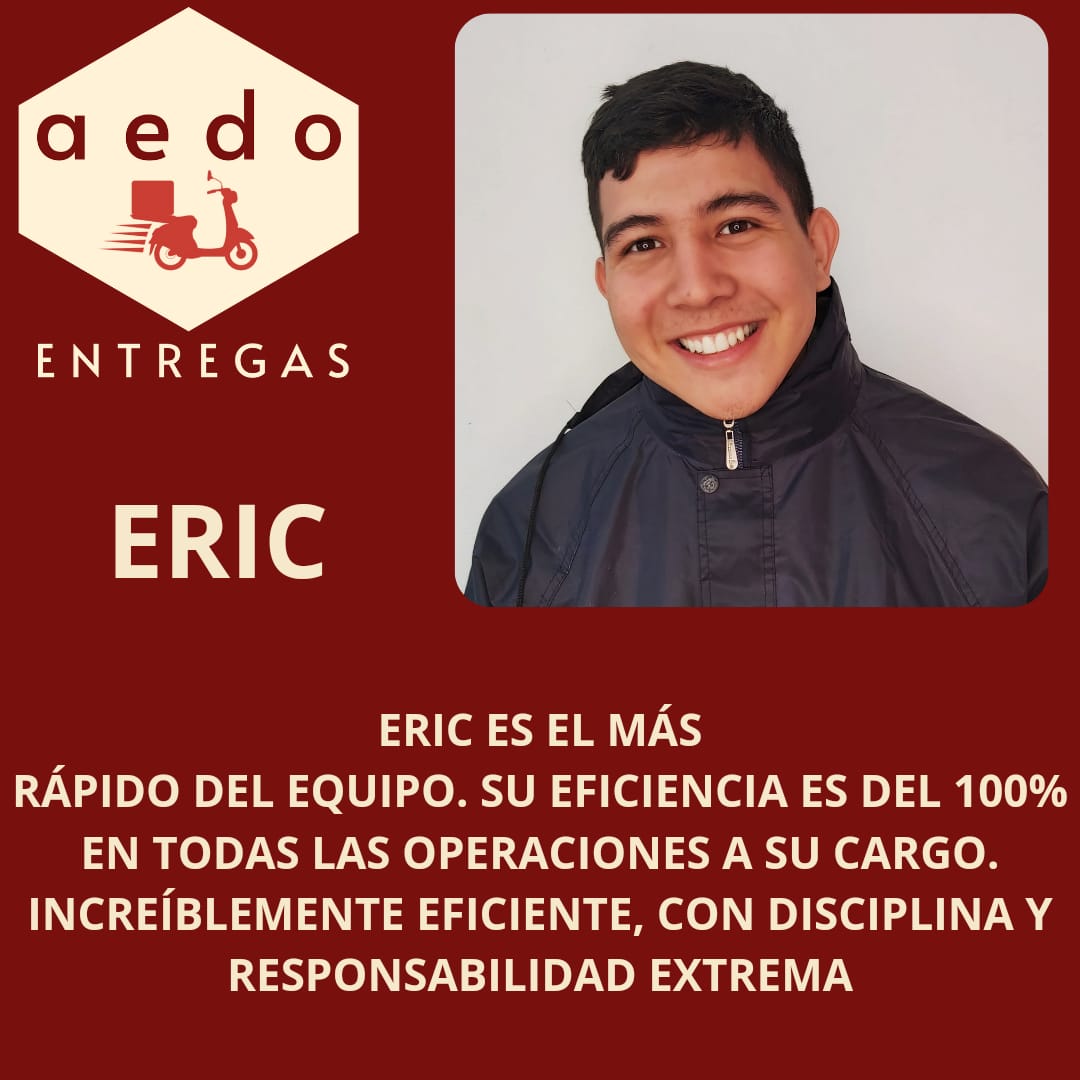 aedo
ENTREGAS
ERIC
ERIC ES EL MÁS
RÁPIDO DEL EQUIPO. SU EFICIENCIA ES DEL 100%
EN TODAS LAS OPERACIONES A SU CARGO.
INCREÍBLEMENTE EFICIENTE, CON DISCIPLINA Y
RESPONSABILIDAD EXTREMA